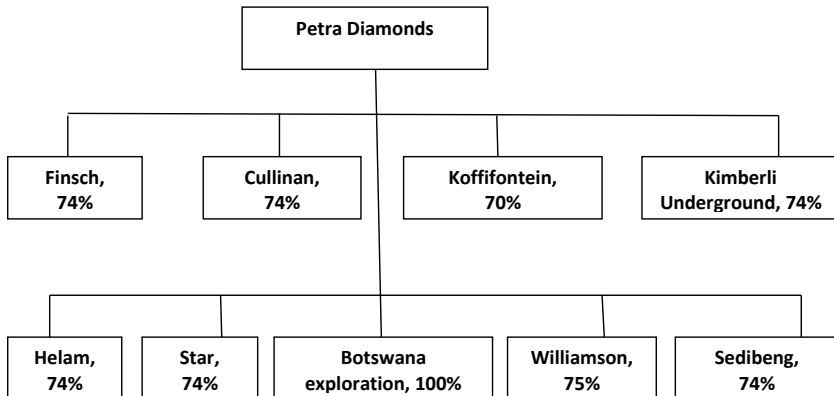 Petra Diamonds
Finsch,
74%
Cullinan,
74%
Koffifontein,
70%
Kimberli
Underground, 74%
Helam,
74%
Star,
74%
Botswana
exploration, 100%
Williamson,
75%
Sedibeng,
74%